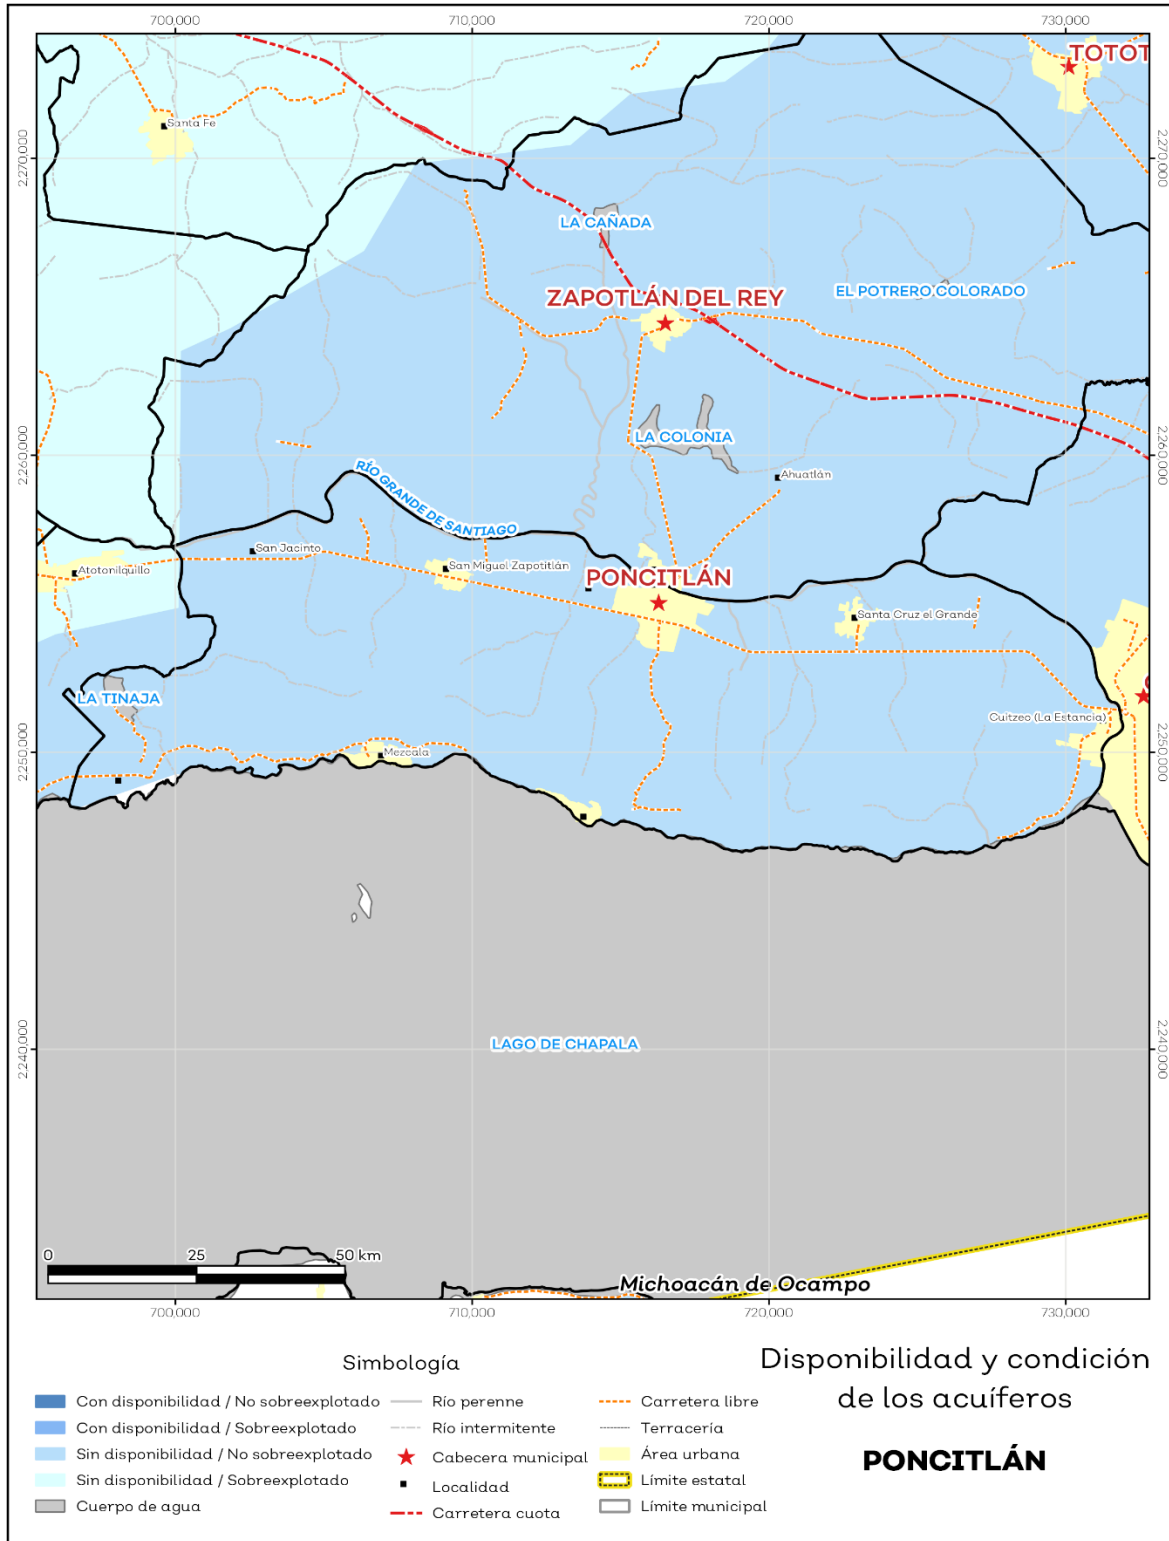 700,000
710,000
720,000
730,000
TOTOT
Santa Fe
2,270,000
2,270,000
LA CAÑADA
ZAPOTLÁN DEL REY
EL POTRERO COLORADO
LA COLONIA
2,260,000
2,260,000
Ahuatlán
RÍO GRANDE DE SANTIAGO
San Jacinto
San Miguel Zapotitlán
Atotonilquillo
PONCITLÁN
Santa Cruz el Grande
LA TINAJA
Cuitzeo (La Estancia)
Mezcala
2,250,000
2,250,000
LAGO DE CHAPALA
2,240,000
2,240,000
0
25
50 km
Michoacán de Ocampo
700,000
710,000
720,000
730,000
Simbología
Con disponibilidad / No sobreexplotado
Con disponibilidad / Sobreexplotado
Sin disponibilidad / No sobreexplotado
Sin disponibilidad / Sobreexplotado
Cuerpo de agua
Río perenne
Río intermitente
Cabecera municipal
Localidad
Carretera cuota
Carretera libre
Terracería
Área urbana
Límite estatal
Límite municipal
Disponibilidad y condición
de los acuíferos
PONCITLÁN